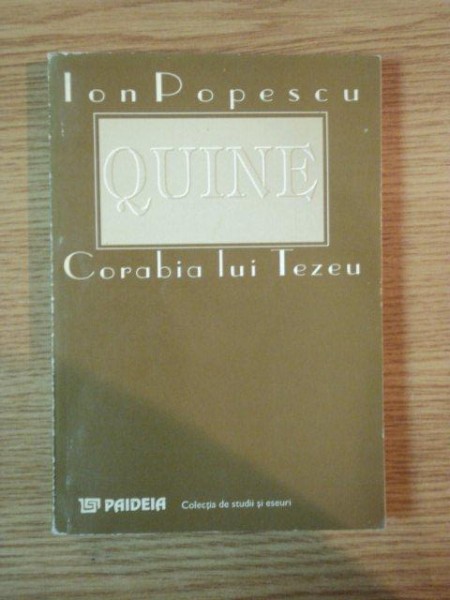 Ion Popescu
QUINE
Corabia lui Tezeu
PAIDEIA Colecția de studii și eseuri